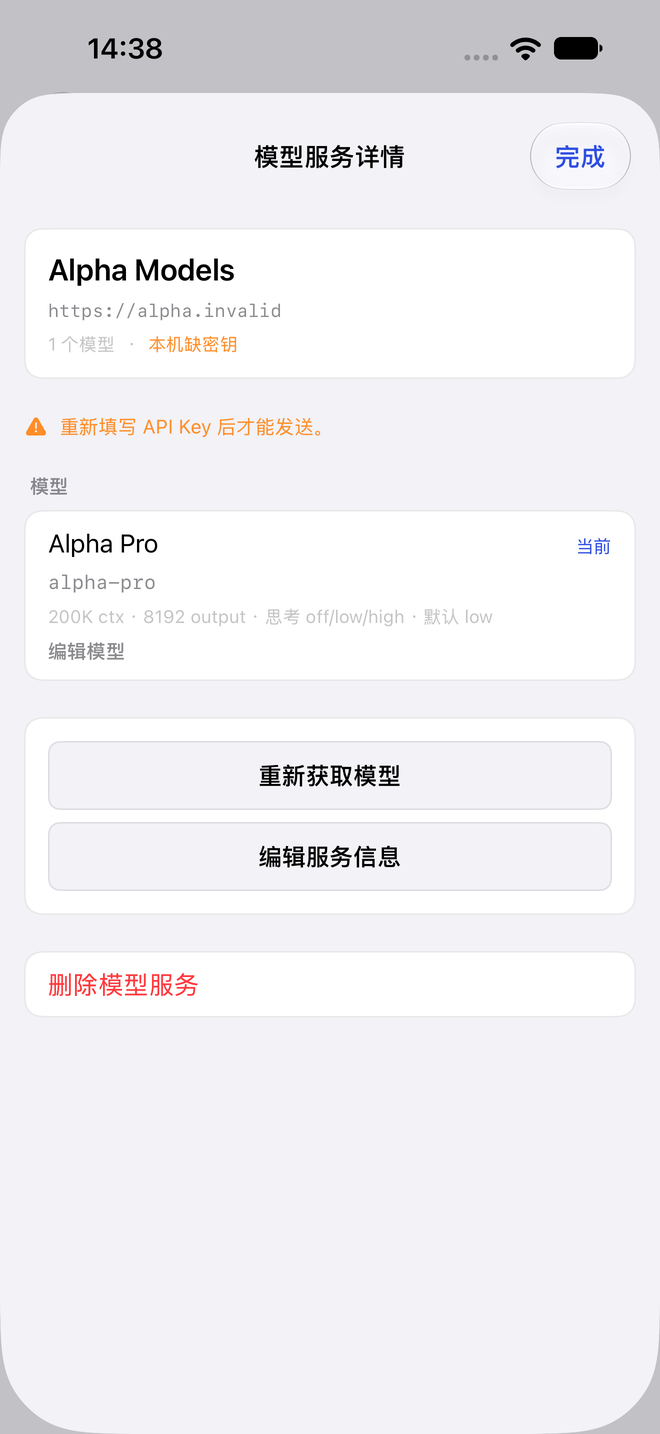 14:38
模型服务详情
完成
Alpha Models
https://alpha.invalid
1 个模型 · 本机缺密钥
重新填写 API Key 后才能发送。
模型
Alpha Pro
当前
alpha-pro
200K ctx · 8192 output · 思考 off/low/high · 默认 low
编辑模型
重新获取模型
编辑服务信息
删除模型服务